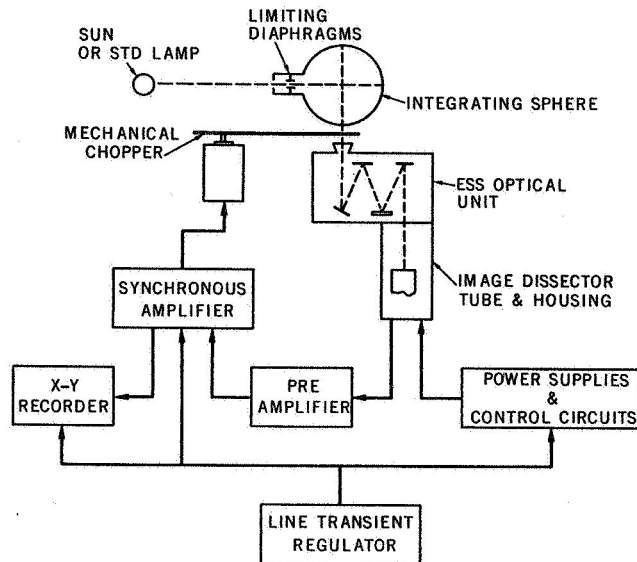 LIMITING
DIAPHRAGMS
SUN
OR STD LAMP
INTEGRATING SPHERE
MECHANICAL
CHOPPER
ESS OPTICAL
UNIT
IMAGE DISSECTOR
TUBE & HOUSING
SYNCHRONOUS
AMPLIFIER
X-Y
RECORDER
PRE
AMPLIFIER
POWER SUPPLIES
&
CONTROL CIRCUITS
LINE TRANSIENT
REGULATOR